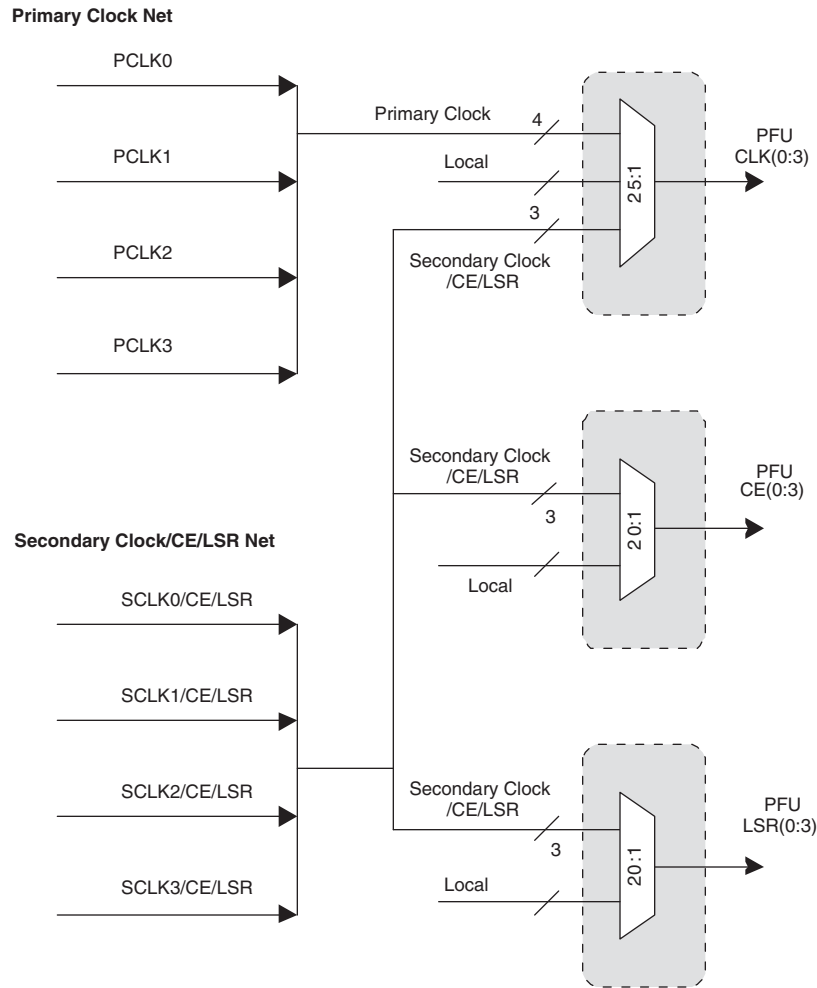 Primary Clock Net
PCLK0
PCLK1
PCLK2
PCLK3
Primary Clock
4
Local
3
Secondary Clock
/CE/LSR
25:1
PFU
CLK(0:3)
Secondary Clock
/CE/LSR
3
Local
20:1
PFU
CE(0:3)
Secondary Clock/CE/LSR Net
SCLK0/CE/LSR
SCLK1/CE/LSR
SCLK2/CE/LSR
SCLK3/CE/LSR
Secondary Clock
/CE/LSR
3
Local
20:1
PFU
LSR(0:3)